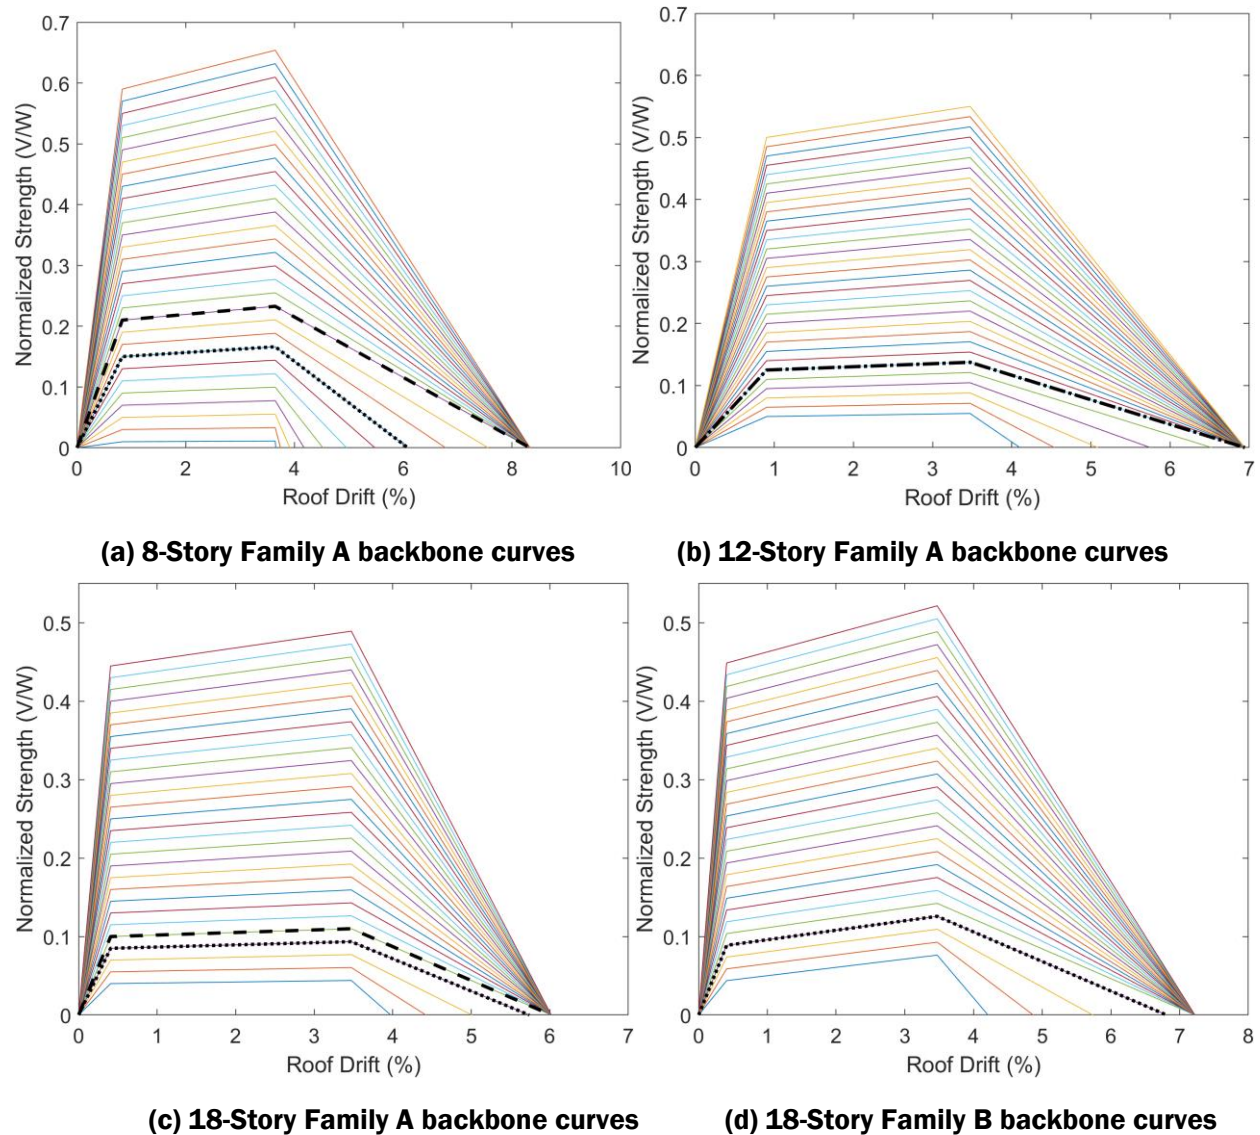 0.7
0.6
0.5
0.4
0.3
0.2
0.1
0
Normalized Strength (V/W)
0 2 4 6 8 10
Roof Drift (%)
(a) 8-Story Family A backbone curves
0.7
0.6
0.5
0.4
0.3
0.2
0.1
0
Normalized Strength (V/W)
0 1 2 3 4 5 6 7
Roof Drift (%)
(b) 12-Story Family A backbone curves
0.5
0.4
0.3
0.2
0.1
0
Normalized Strength (V/W)
0 1 2 3 4 5 6 7
Roof Drift (%)
(c) 18-Story Family A backbone curves
0.5
0.4
0.3
0.2
0.1
0
Normalized Strength (V/W)
0 1 2 3 4 5 6 7 8
Roof Drift (%)
(d) 18-Story Family B backbone curves